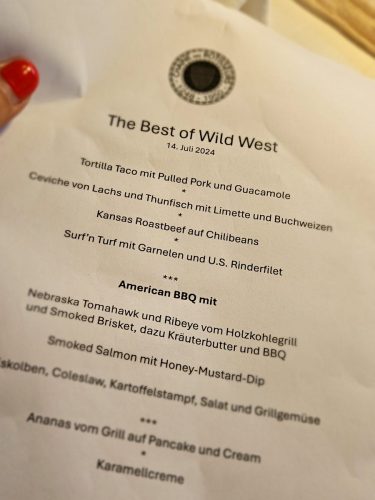 The Best of Wild West
14. Juli 2024
Tortilla Taco mit Pulled Pork und Guacamole
*
Ceviche von Lachs und Thunfisch mit Limette und Buchweizen
*
Kansas Roastbeef auf Chilibeans
*
Surf'n Turf mit Garnelen und U.S. Rinderfilet
***
American BBQ mit
Nebraska Tomahawk und Ribeye vom Holzkohlegrill
und Smoked Brisket, dazu Kräuterbutter und BBQ
Smoked Salmon mit Honey-Mustard-Dip
iskolben, Coleslaw, Kartoffelstampf, Salat und Grillgemüse
***
Ananas vom Grill auf Pancake und Cream
*
Karamellcreme